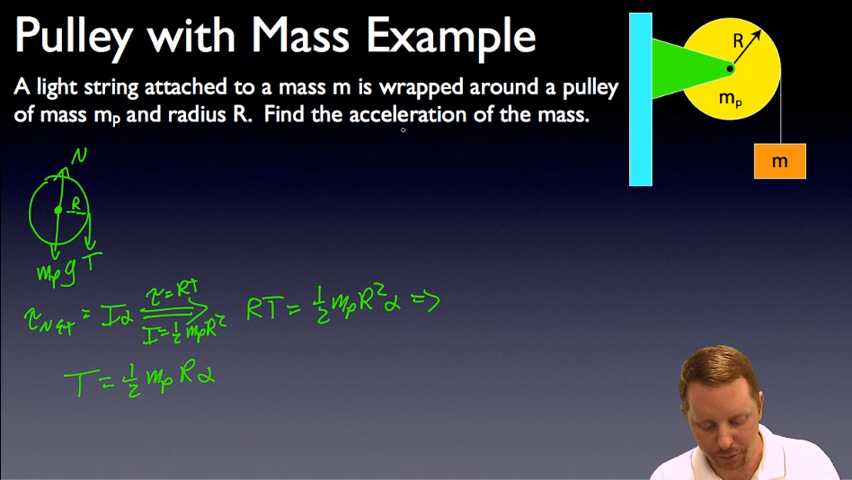 Pulley with Mass Example
A light string attached to a mass m is wrapped around a pulley
of mass mₚ and radius R. Find the acceleration of the mass.
R
mₚ
m
N
R
mₚg T
τ_NET = Iα τ=RT ⟹ I=½mₚR² RT = ½mₚR²α ⟹
T = ½mₚRα